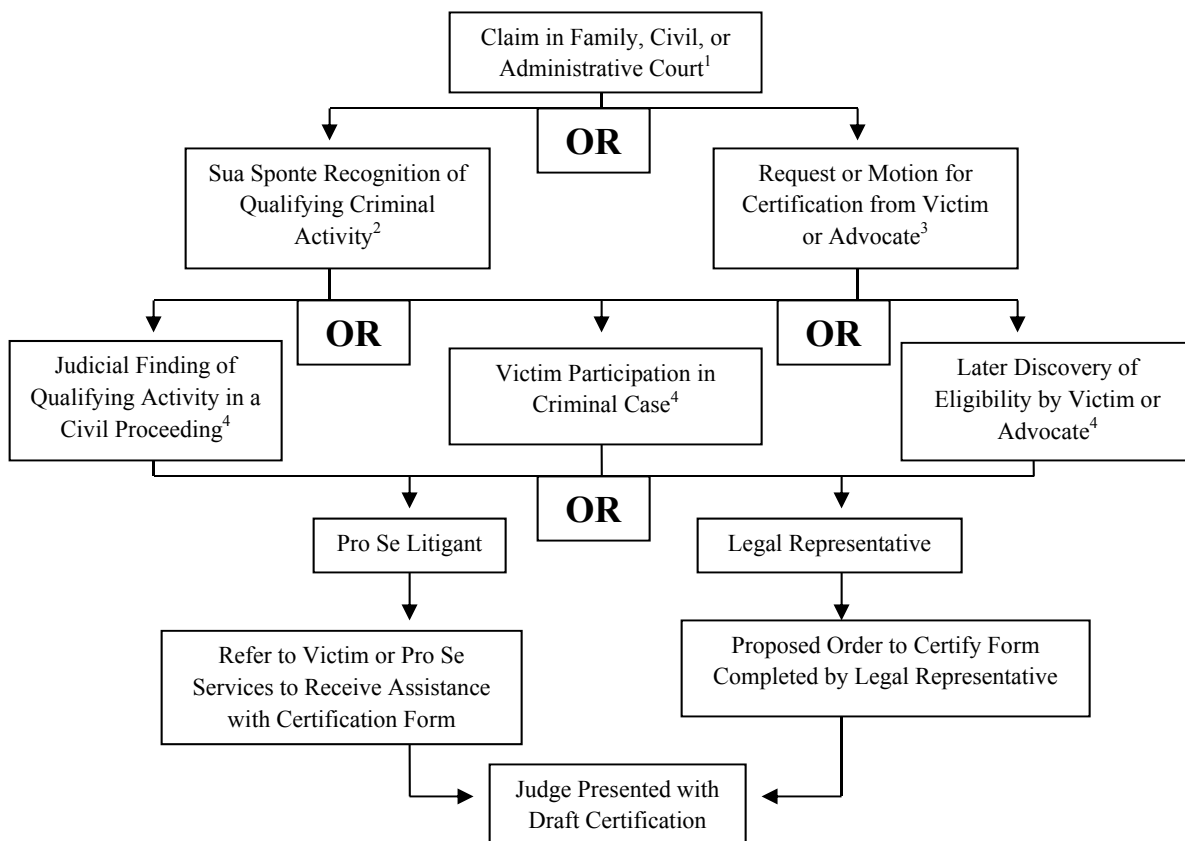 Claim in Family, Civil, or
Administrative Court1
OR
Sua Sponte Recognition of
Qualifying Criminal
Activity2
Request or Motion for
Certification from Victim
or Advocate3
OR
OR
Judicial Finding of
Qualifying Activity in a
Civil Proceeding4
Victim Participation in
Criminal Case4
Later Discovery of
Eligibility by Victim or
Advocate4
OR
Pro Se Litigant
Legal Representative
Refer to Victim or Pro Se
Services to Receive Assistance
with Certification Form
Proposed Order to Certify Form
Completed by Legal Representative
Judge Presented with
Draft Certification